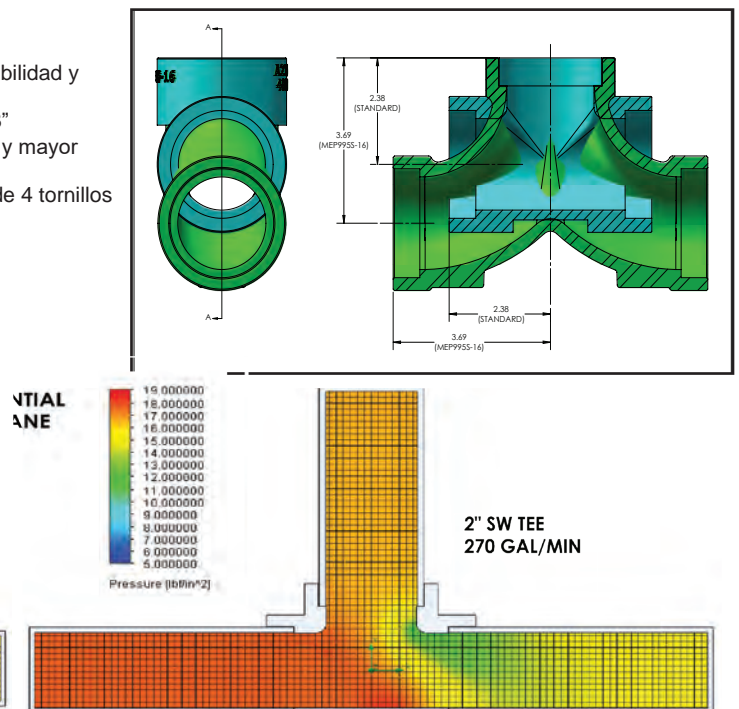 bilidad y
y mayor
de 4 tornillos
A
A
2.38
(STANDARD)
3.69
(MEP99SS-16)
2.38
(STANDARD)
3.69
(MEP99SS-16)
NTIAL
ANE
19.000000
18.000000
17.000000
16.000000
15.000000
14.000000
13.000000
12.000000
11.000000
10.000000
9.000000
8.000000
7.000000
6.000000
5.000000
Pressure [lbf/in^2]
2" SW TEE
270 GAL/MIN